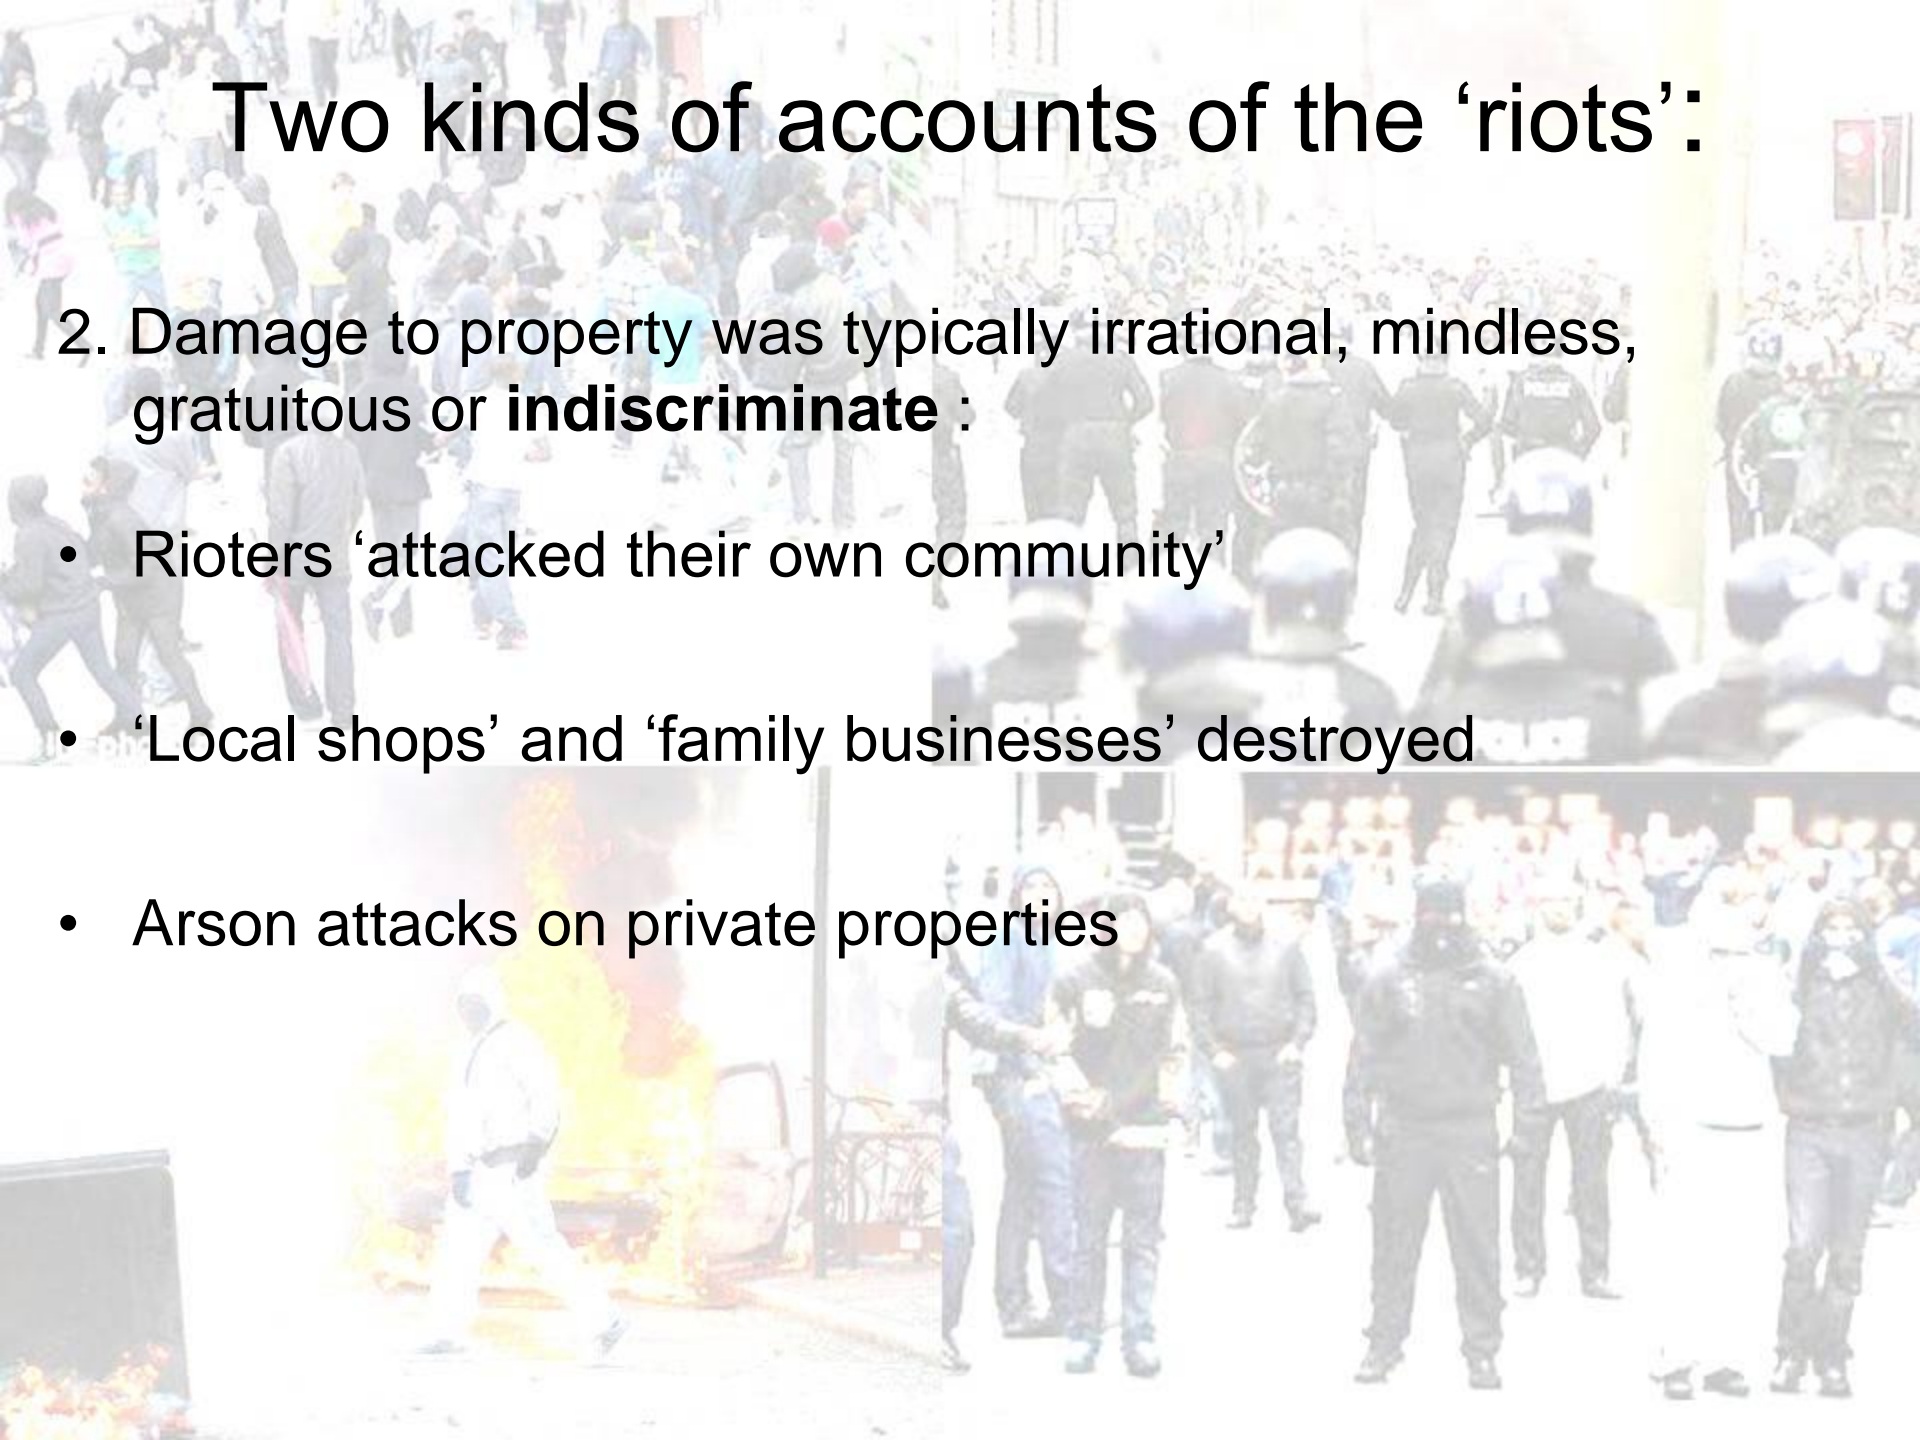 Two kinds of accounts of the ‘riots’:
2. Damage to property was typically irrational, mindless,
gratuitous or indiscriminate :
• Rioters ‘attacked their own community’
• ‘Local shops’ and ‘family businesses’ destroyed
• Arson attacks on private properties
POLICE